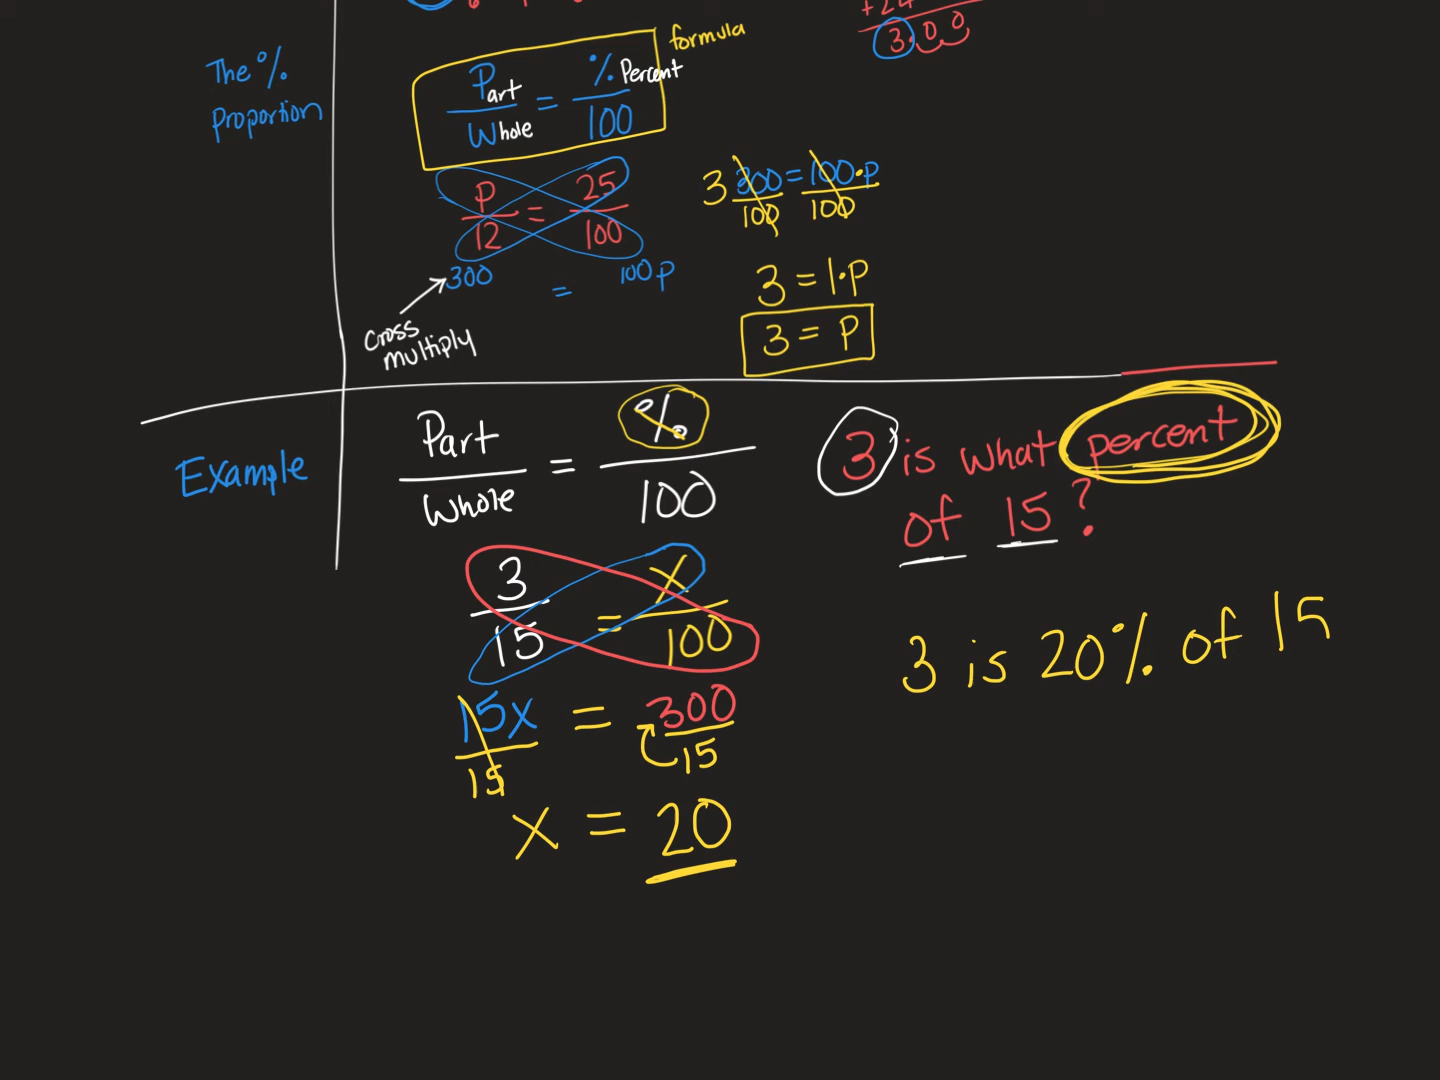 +24
3.00
The %
Proportion
formula
Part/Whole = % Percent/100
P/12 = 25/100
300 = 100p
Cross
multiply
3 300/100 = 100·p/100
3 = 1·p
3 = p
Example
Part/Whole = %/100
3 is what percent
of 15?
3/15 = x/100
15x/15 = 300/15
x = 20
3 is 20% of 15